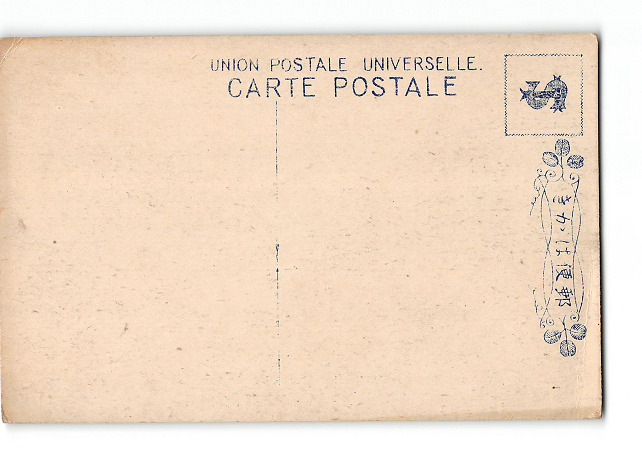 UNION POSTALE UNIVERSELLE.
CARTE POSTALE
きかは便郵